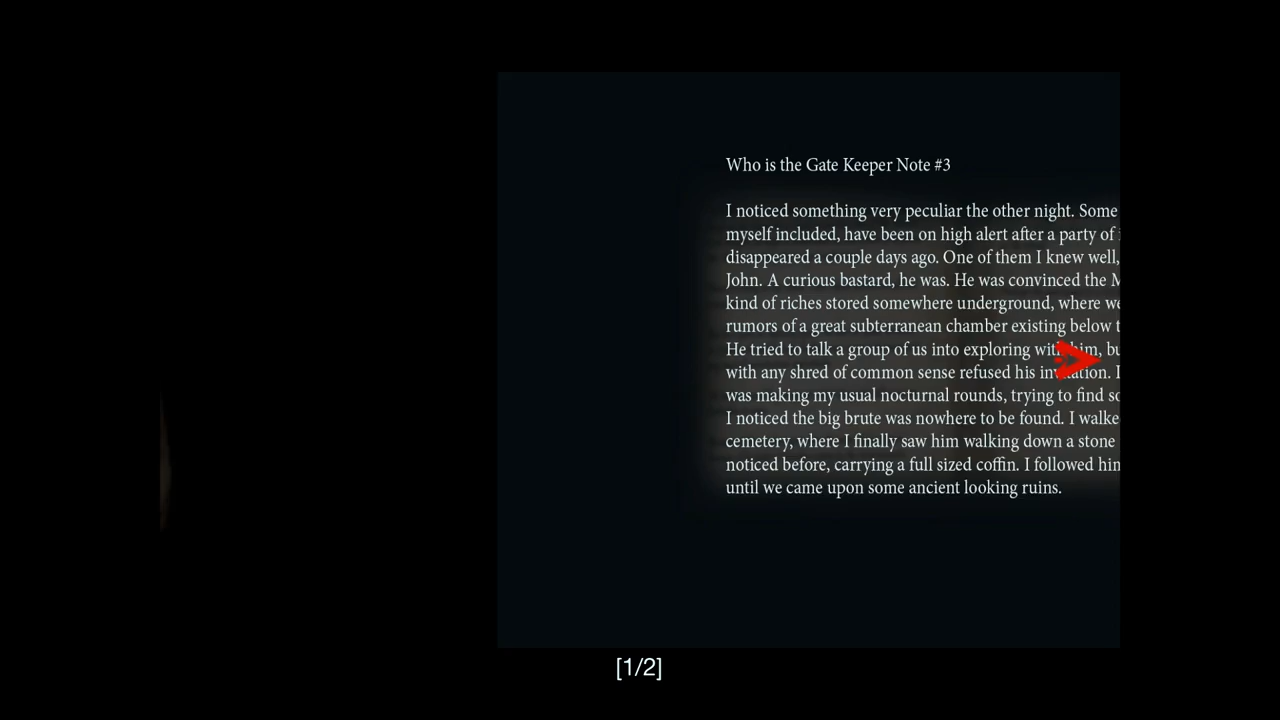 Who is the Gate Keeper Note #3
I noticed something very peculiar the other night. Some
myself included, have been on high alert after a party of
disappeared a couple days ago. One of them I knew well,
John. A curious bastard, he was. He was convinced the
kind of riches stored somewhere underground, where we
rumors of a great subterranean chamber existing below
He tried to talk a group of us into exploring with him,
with any shred of common sense refused his invitation.
was making my usual nocturnal rounds, trying to find
I noticed the big brute was nowhere to be found. I
cemetery, where I finally saw him walking down a stone
noticed before, carrying a full sized coffin. I followed
until we came upon some ancient looking ruins.
[1/2]